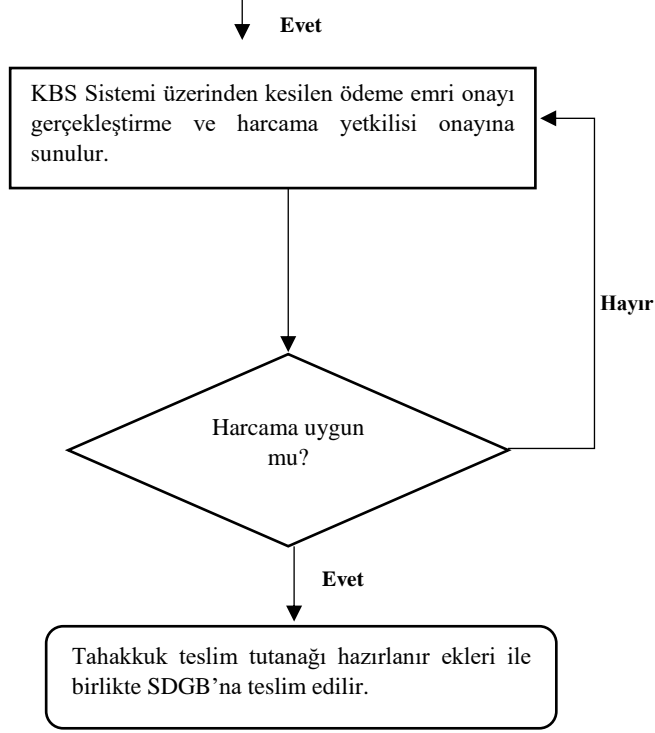 Evet
KBS Sistemi üzerinden kesilen ödeme emri onayı
gerçekleştirme ve harcama yetkilisi onayına
sunulur.
Hayır
Harcama uygun
mu?
Evet
Tahakkuk teslim tutanağı hazırlanır ekleri ile
birlikte SDGB’na teslim edilir.